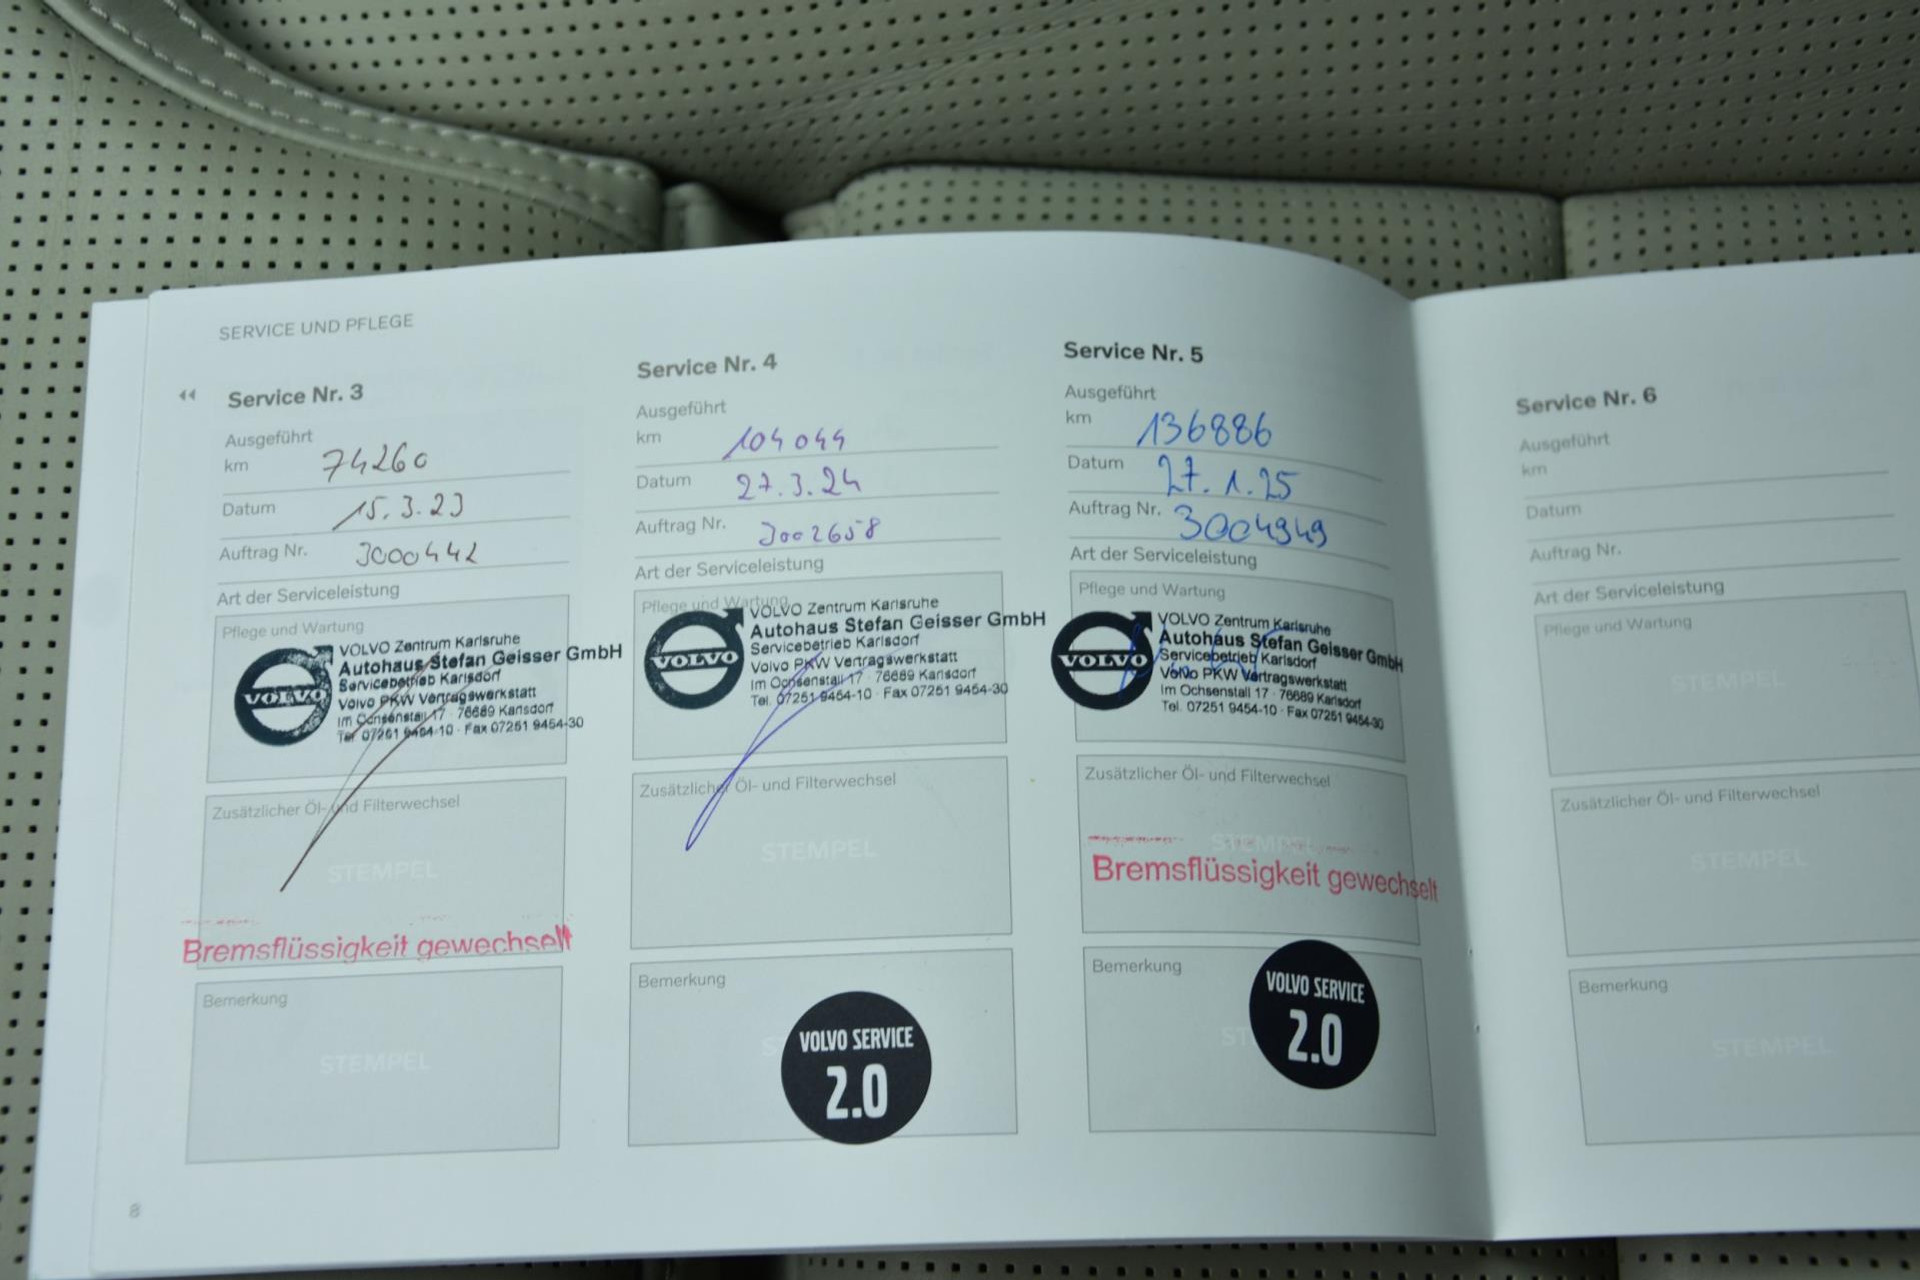 SERVICE UND PFLEGE
Service Nr. 3
Ausgeführt
km 74260
Datum 15.3.23
Auftrag Nr. 3000442
Art der Serviceleistung
Pflege und Wartung
VOLVO
VOLVO Zentrum Karlsruhe
Autohaus Stefan Geisser GmbH
Servicebetrieb Karlsdorf
Volvo PKW Vertragswerkstatt
Im Ochsenstall 17 · 76689 Karlsdorf
Tel. 07251 9454-10 · Fax 07251 9454-30
Zusätzlicher Öl- und Filterwechsel
STEMPEL
Bremsflüssigkeit gewechselt
Bemerkung
STEMPEL
8
Service Nr. 4
Ausgeführt
km 104044
Datum 27.3.24
Auftrag Nr. 3002658
Art der Serviceleistung
Pflege und Wartung
VOLVO
VOLVO Zentrum Karlsruhe
Autohaus Stefan Geisser GmbH
Servicebetrieb Karlsdorf
Volvo PKW Vertragswerkstatt
Im Ochsenstall 17 · 76689 Karlsdorf
Tel. 07251 9454-10 · Fax 07251 9454-30
Zusätzlicher Öl- und Filterwechsel
STEMPEL
Bemerkung
VOLVO SERVICE
2.0
Service Nr. 5
Ausgeführt
km 136886
Datum 27.1.25
Auftrag Nr. 3004949
Art der Serviceleistung
Pflege und Wartung
VOLVO
VOLVO Zentrum Karlsruhe
Autohaus Stefan Geisser GmbH
Servicebetrieb Karlsdorf
Volvo PKW Vertragswerkstatt
Im Ochsenstall 17 · 76689 Karlsdorf
Tel. 07251 9454-10 · Fax 07251 9454-30
Zusätzlicher Öl- und Filterwechsel
STEMPEL
Bremsflüssigkeit gewechselt
Bemerkung
VOLVO SERVICE
2.0
Service Nr. 6
Ausgeführt
km
Datum
Auftrag Nr.
Art der Serviceleistung
Pflege und Wartung
STEMPEL
Zusätzlicher Öl- und Filterwechsel
STEMPEL
Bemerkung
STEMPEL